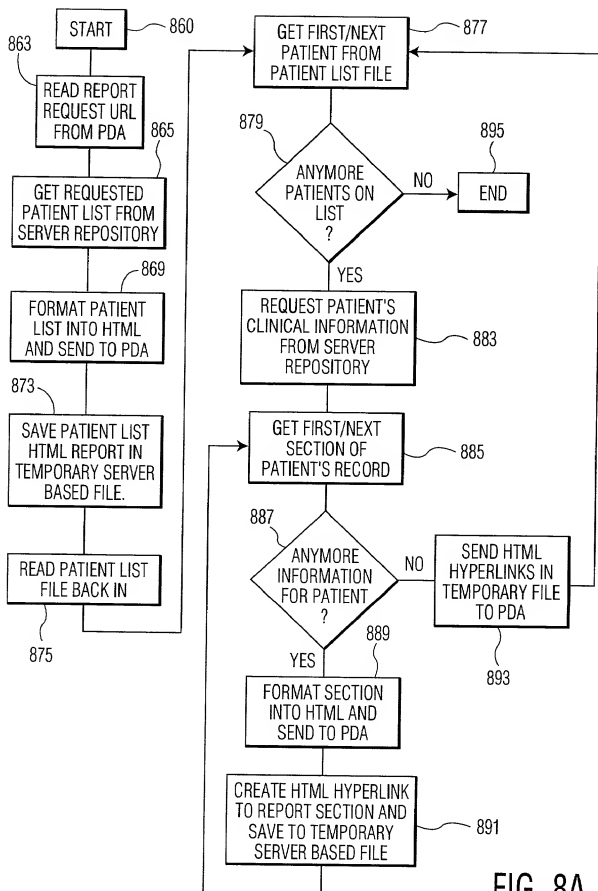 START
860
863
READ REPORT
REQUEST URL
FROM PDA
865
GET REQUESTED
PATIENT LIST FROM
SERVER REPOSITORY
869
FORMAT PATIENT
LIST INTO HTML
AND SEND TO PDA
873
SAVE PATIENT LIST
HTML REPORT IN
TEMPORARY SERVER
BASED FILE.
READ PATIENT LIST
FILE BACK IN
875
GET FIRST/NEXT
PATIENT FROM
PATIENT LIST FILE
877
879
ANYMORE
PATIENTS ON
LIST
?
NO
895
END
YES
REQUEST PATIENT'S
CLINICAL INFORMATION
FROM SERVER
REPOSITORY
883
GET FIRST/NEXT
SECTION OF
PATIENT'S RECORD
885
887
ANYMORE
INFORMATION
FOR PATIENT
?
NO
SEND HTML
HYPERLINKS IN
TEMPORARY FILE
TO PDA
893
YES
889
FORMAT SECTION
INTO HTML AND
SEND TO PDA
CREATE HTML HYPERLINK
TO REPORT SECTION AND
SAVE TO TEMPORARY
SERVER BASED FILE
891
FIG. 8A